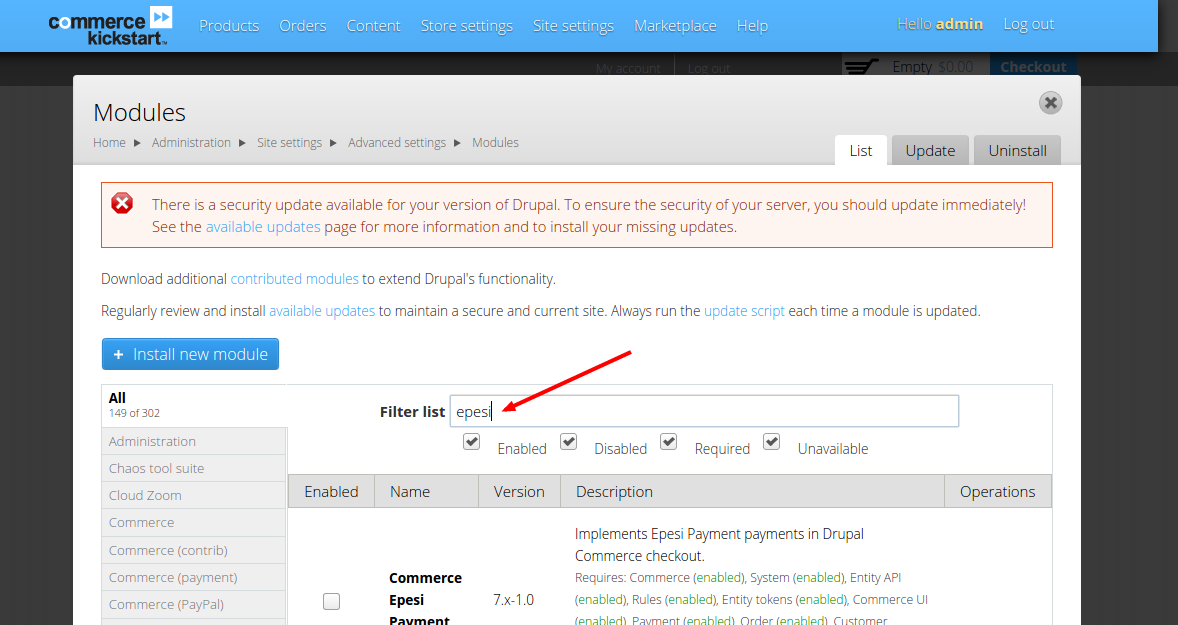 commerce
kickstart™
Products Orders Content Store settings Site settings Marketplace Help Hello admin Log out
My account Log out Empty $0.00 Checkout
Modules
Home ▶ Administration ▶ Site settings ▶ Advanced settings ▶ Modules
List Update Uninstall
There is a security update available for your version of Drupal. To ensure the security of your server, you should update immediately!
See the available updates page for more information and to install your missing updates.
Download additional contributed modules to extend Drupal's functionality.
Regularly review and install available updates to maintain a secure and current site. Always run the update script each time a module is updated.
+ Install new module
All
149 of 302
Administration
Chaos tool suite
Cloud Zoom
Commerce
Commerce (contrib)
Commerce (payment)
Commerce (PayPal)
Filter list epesi
Enabled Disabled Required Unavailable
Enabled Name Version Description Operations
Commerce
Epesi
Payment
7.x-1.0
Implements Epesi Payment payments in Drupal
Commerce checkout.
Requires: Commerce (enabled), System (enabled), Entity API
(enabled), Rules (enabled), Entity tokens (enabled), Commerce UI
(enabled), Payment (enabled), Order (enabled), Customer